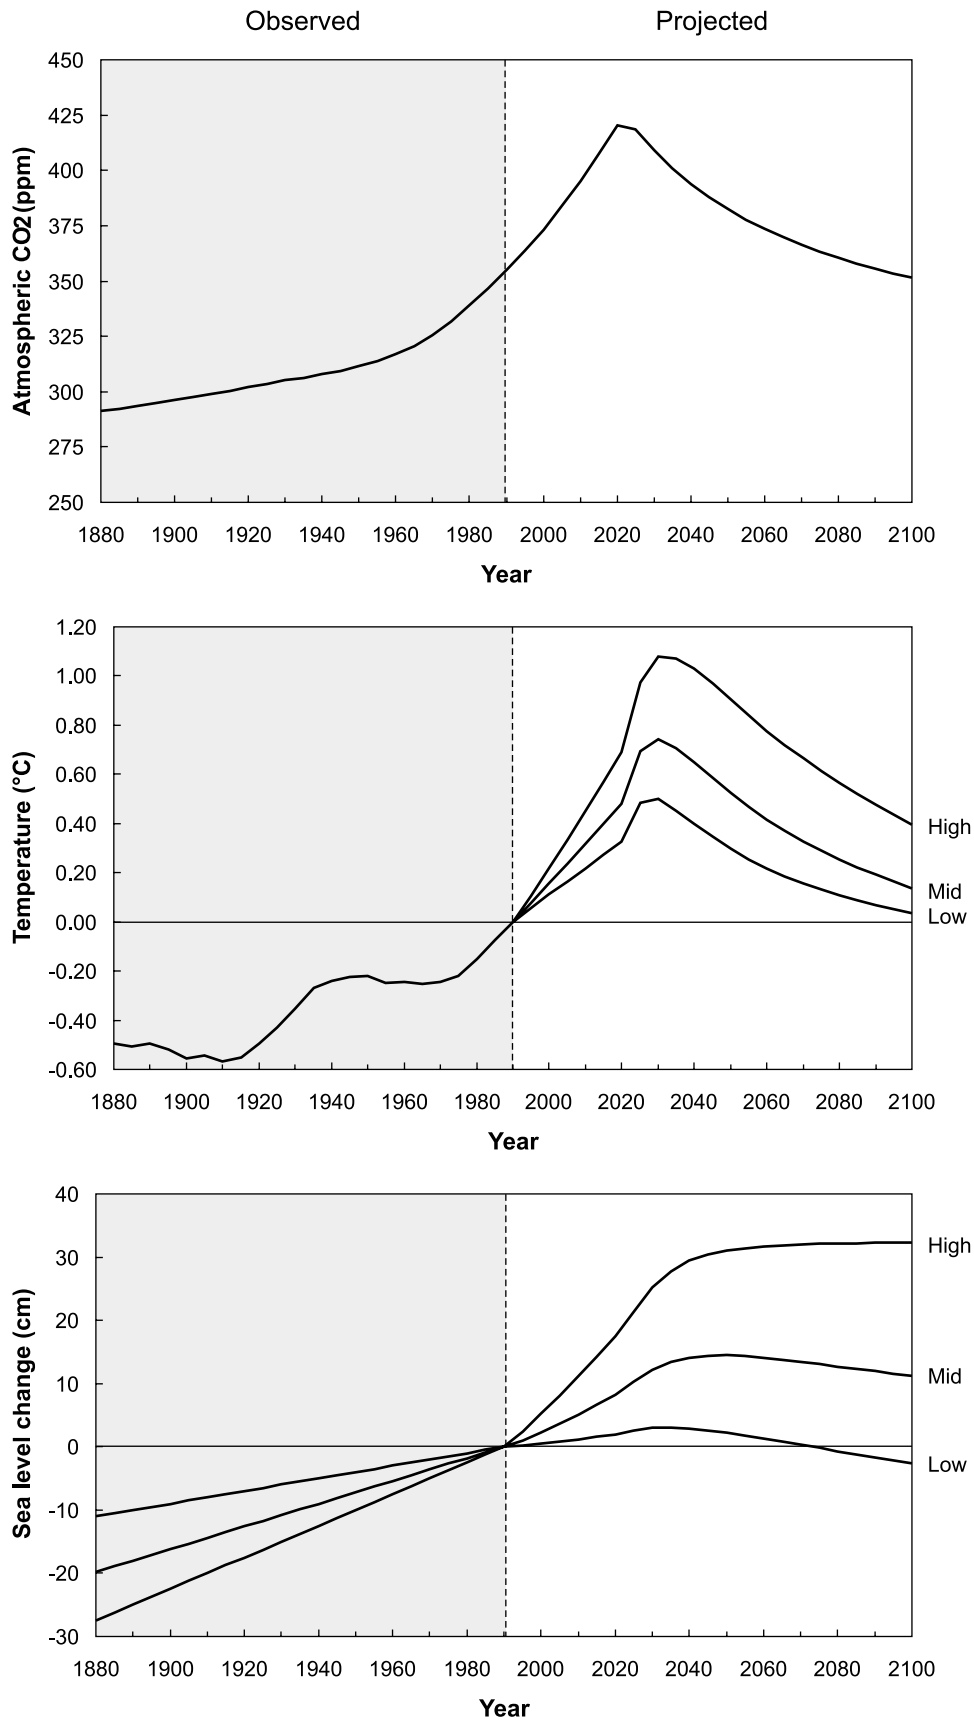 Observed Projected
450
425
400
375
350
325
300
275
250
Atmospheric CO2 (ppm)
1880 1900 1920 1940 1960 1980 2000 2020 2040 2060 2080 2100
Year
1.20
1.00
0.80
0.60
0.40
0.20
0.00
-0.20
-0.40
-0.60
Temperature (°C)
High
Mid
Low
1880 1900 1920 1940 1960 1980 2000 2020 2040 2060 2080 2100
Year
40
30
20
10
0
-10
-20
-30
Sea level change (cm)
High
Mid
Low
1880 1900 1920 1940 1960 1980 2000 2020 2040 2060 2080 2100
Year